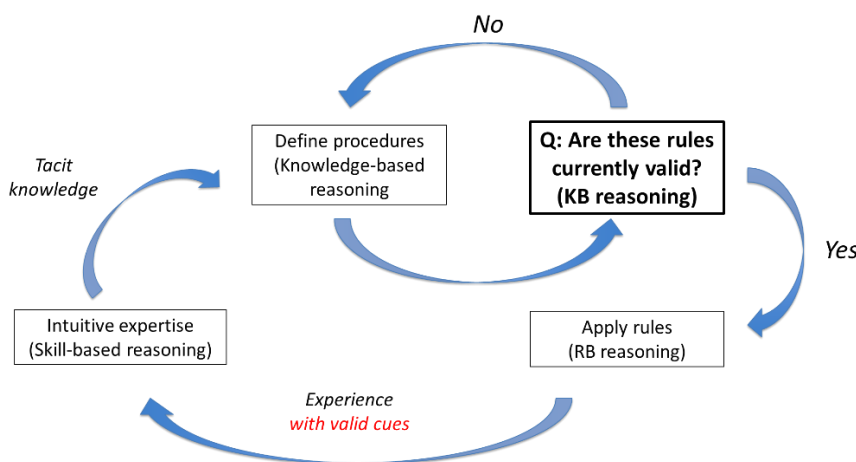 No
Define procedures
(Knowledge-based
reasoning
Q: Are these rules
currently valid?
(KB reasoning)
Tacit
knowledge
Yes
Intuitive expertise
(Skill-based reasoning)
Apply rules
(RB reasoning)
Experience
with valid cues